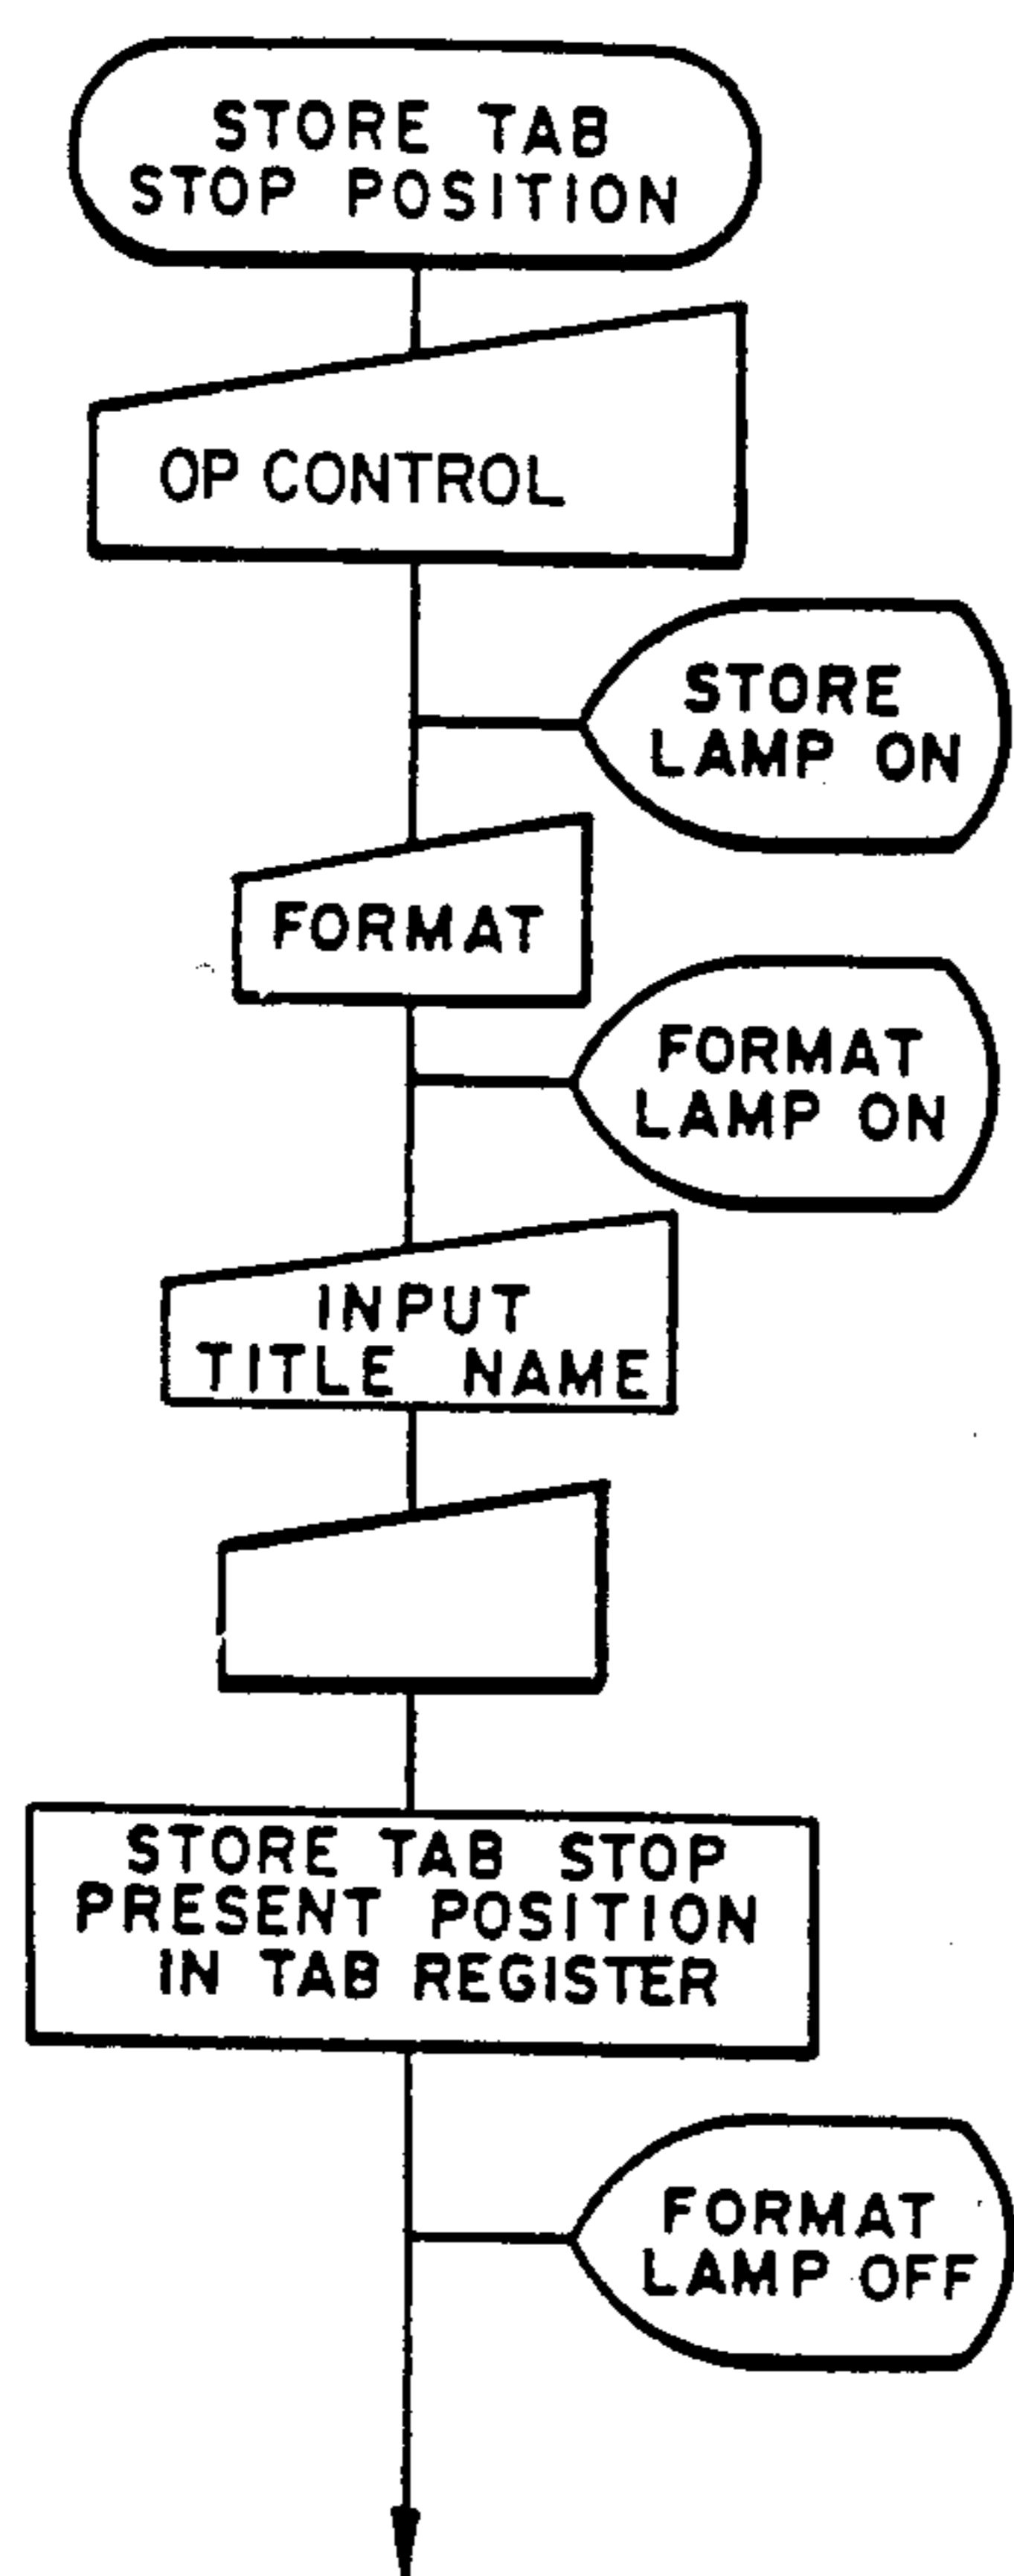 STORE TAB
STOP POSITION
OP CONTROL
STORE
LAMP ON
FORMAT
FORMAT
LAMP ON
INPUT
TITLE NAME
STORE TAB STOP
PRESENT POSITION
IN TAB REGISTER
FORMAT
LAMP OFF